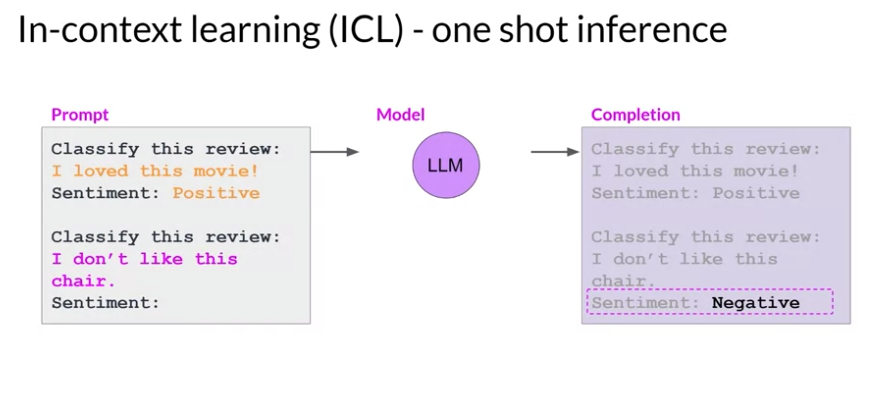 In-context learning (ICL) - one shot inference
Prompt
Classify this review:
I loved this movie!
Sentiment: Positive
Classify this review:
I don't like this
chair.
Sentiment:
Model
LLM
Completion
Classify this review:
I loved this movie!
Sentiment: Positive
Classify this review:
I don't like this
chair.
Sentiment: Negative